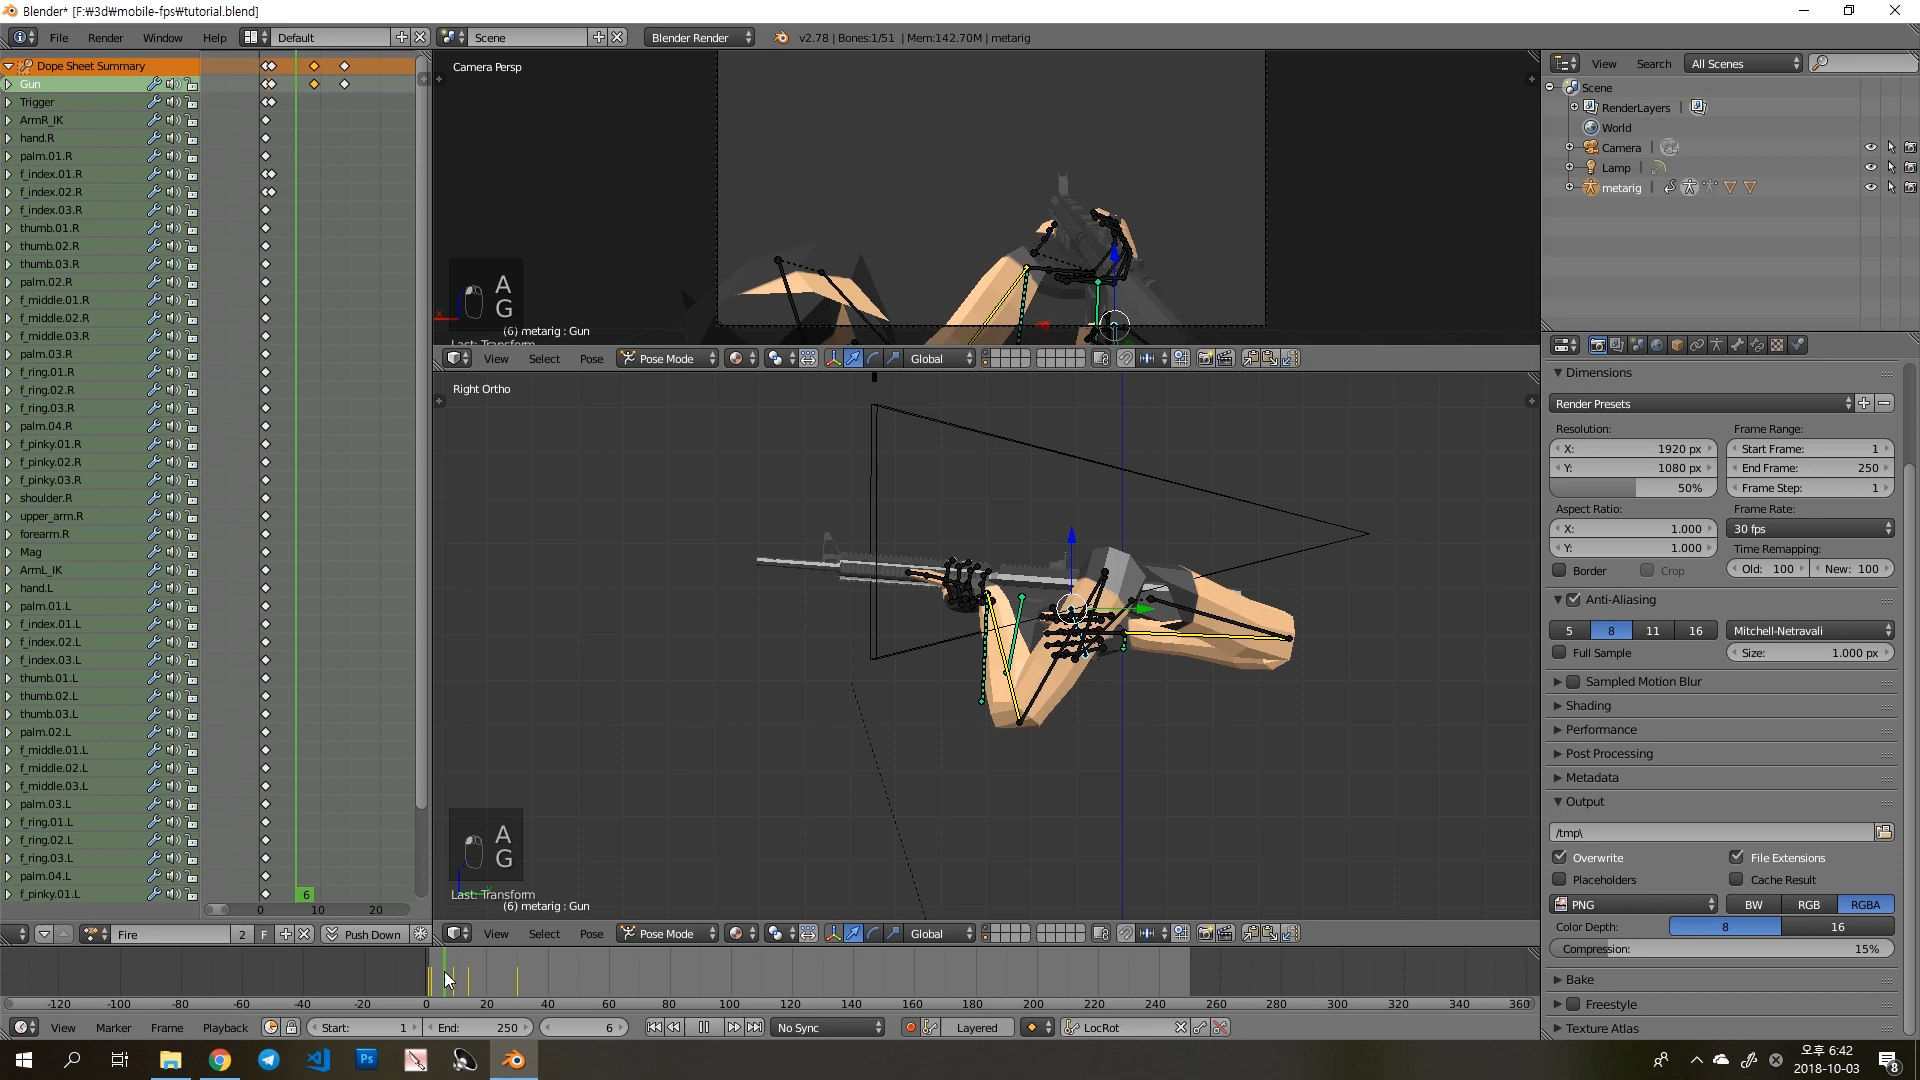 Blender* [F:₩3d₩mobile-fps₩tutorial.blend]
File Render Window Help Default Scene Blender Render v2.78 | Bones:1/51 | Mem:142.70M | metarig
Dope Sheet Summary
Gun
Trigger
ArmR_IK
hand.R
palm.01.R
f_index.01.R
f_index.02.R
f_index.03.R
thumb.01.R
thumb.02.R
thumb.03.R
palm.02.R
f_middle.01.R
f_middle.02.R
f_middle.03.R
palm.03.R
f_ring.01.R
f_ring.02.R
f_ring.03.R
palm.04.R
f_pinky.01.R
f_pinky.02.R
f_pinky.03.R
shoulder.R
upper_arm.R
forearm.R
Mag
ArmL_IK
hand.L
palm.01.L
f_index.01.L
f_index.02.L
f_index.03.L
thumb.01.L
thumb.02.L
thumb.03.L
palm.02.L
f_middle.01.L
f_middle.02.L
f_middle.03.L
palm.03.L
f_ring.01.L
f_ring.02.L
f_ring.03.L
palm.04.L
f_pinky.01.L
6
0 10 20
Fire 2 F Push Down
Camera Persp
A
G
x
(6) metarig : Gun
Last: Transform
View Select Pose Pose Mode Global
Right Ortho
A
G
Last: Transform
(6) metarig : Gun
View Select Pose Pose Mode Global
View Search All Scenes
Scene
RenderLayers |
World
Camera |
Lamp |
metarig |
Dimensions
Render Presets
Resolution: Frame Range:
X: 1920 px Start Frame: 1
Y: 1080 px End Frame: 250
50% Frame Step: 1
Aspect Ratio: Frame Rate:
X: 1.000 30 fps
Y: 1.000 Time Remapping:
Border Crop Old: 100 New: 100
Anti-Aliasing
5 8 11 16 Mitchell-Netravali
Full Sample Size: 1.000 px
Sampled Motion Blur
Shading
Performance
Post Processing
Metadata
Output
/tmp\
Overwrite File Extensions
Placeholders Cache Result
PNG BW RGB RGBA
Color Depth: 8 16
Compression: 15%
Bake
Freestyle
Texture Atlas
-120 -100 -80 -60 -40 -20 0 20 40 60 80 100 120 140 160 180 200 220 240 260 280 300 320 340 360
View Marker Frame Playback Start: 1 End: 250 6 No Sync Layered LocRot
Ps
오후 6:42
2018-10-03
8